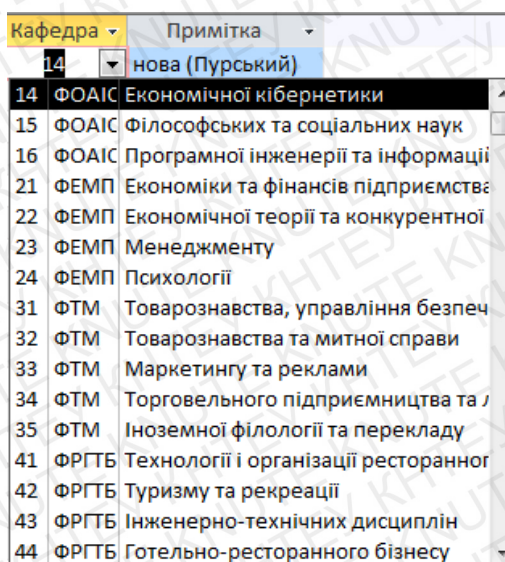 Кафедра Примітка
14 нова (Пурський)
14 ФОАІС Економічної кібернетики
15 ФОАІС Філософських та соціальних наук
16 ФОАІС Програмної інженерії та інформаці
21 ФЕМП Економіки та фінансів підприємства
22 ФЕМП Економічної теорії та конкурентної
23 ФЕМП Менеджменту
24 ФЕМП Психології
31 ФТМ Товарознавства, управління безпеч
32 ФТМ Товарознавства та митної справи
33 ФТМ Маркетингу та реклами
34 ФТМ Торговельного підприємництва та л
35 ФТМ Іноземної філології та перекладу
41 ФРГТБ Технології і організації ресторанног
42 ФРГТБ Туризму та рекреації
43 ФРГТБ Інженерно-технічних дисциплін
44 ФРГТБ Готельно-ресторанного бізнесу